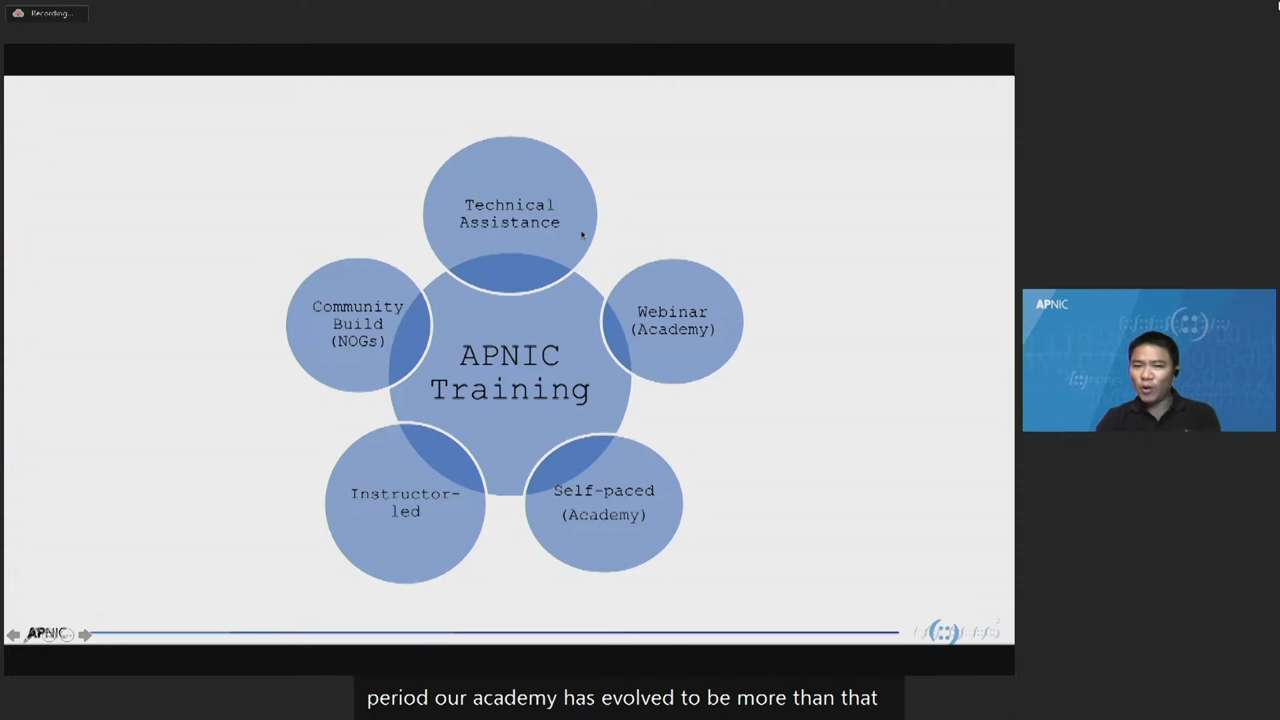 Recording...
Technical
Assistance
Community
Build
(NOGs)
Webinar
(Academy)
APNIC
Training
Instructor-
led
Self-paced
(Academy)
APNIC
APNIC
period our academy has evolved to be more than that